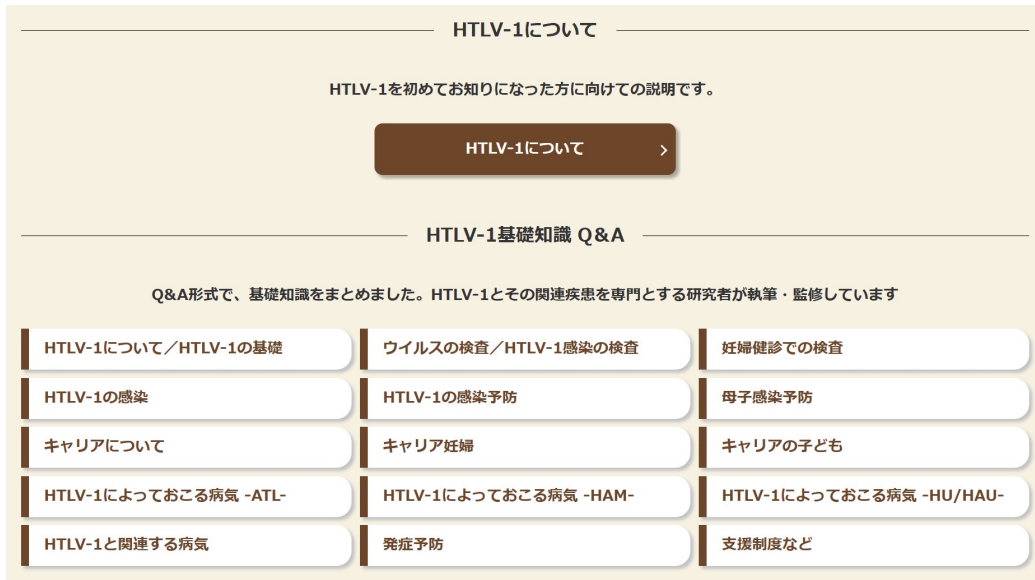 HTLV-1について
HTLV-1を初めてお知りになった方に向けての説明です。
HTLV-1について
HTLV-1基礎知識 Q&A
Q&A形式で、基礎知識をまとめました。HTLV-1とその関連疾患を専門とする研究者が執筆・監修しています
HTLV-1について／HTLV-1の基礎
ウイルスの検査／HTLV-1感染の検査
妊婦健診での検査
HTLV-1の感染
HTLV-1の感染予防
母子感染予防
キャリアについて
キャリア妊婦
キャリアの子ども
HTLV-1によっておこる病気 -ATL-
HTLV-1によっておこる病気 -HAM-
HTLV-1によっておこる病気 -HU/HAU-
HTLV-1と関連する病気
発症予防
支援制度など